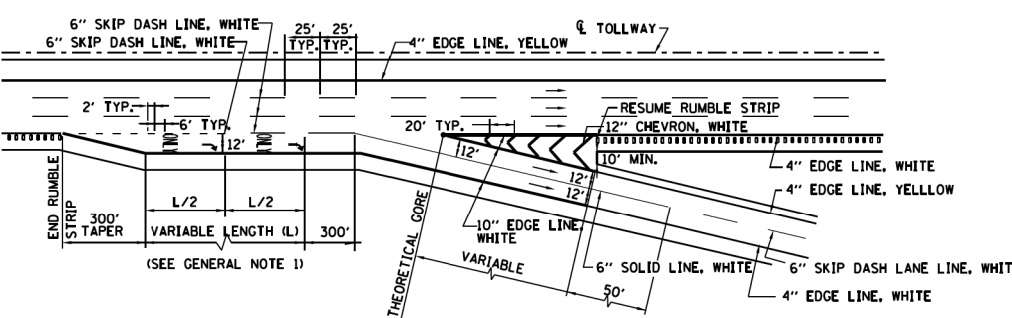 6" SKIP DASH LINE, WHITE
6" SKIP DASH LINE, WHITE
25' 25'
TYP. TYP.
4" EDGE LINE, YELLOW
℄ TOLLWAY
2' TYP.
6' TYP.
20' TYP.
RESUME RUMBLE STRIP
12" CHEVRON, WHITE
ONLY
12'
ONLY
12'
10' MIN.
4" EDGE LINE, WHITE
4" EDGE LINE, YELLLOW
12'
12'
END RUMBLE
STRIP
300'
TAPER
L/2 L/2
VARIABLE LENGTH (L)
300'
(SEE GENERAL NOTE 1)
THEORETICAL GORE
10" EDGE LINE,
WHITE
VARIABLE
50'
6" SOLID LINE, WHITE
6" SKIP DASH LANE LINE, WHIT
4" EDGE LINE, WHITE